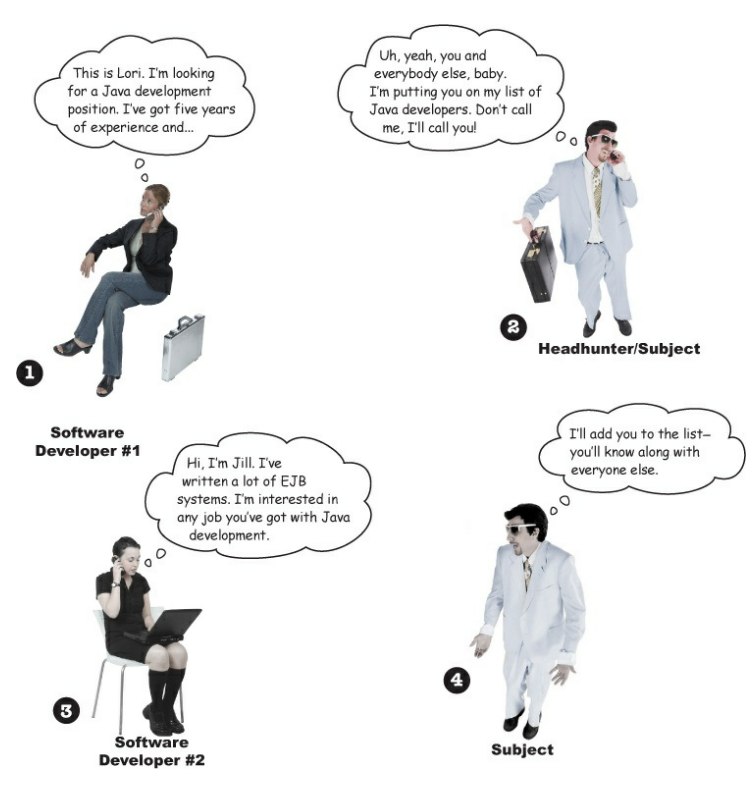 This is Lori. I'm looking
for a Java development
position. I've got five years
of experience and...
1
Software
Developer #1
Uh, yeah, you and
everybody else, baby.
I'm putting you on my list of
Java developers. Don't call
me, I'll call you!
2
Headhunter/Subject
Hi, I'm Jill. I've
written a lot of EJB
systems. I'm interested in
any job you've got with Java
development.
3
Software
Developer #2
I'll add you to the list–
you'll know along with
everyone else.
4
Subject